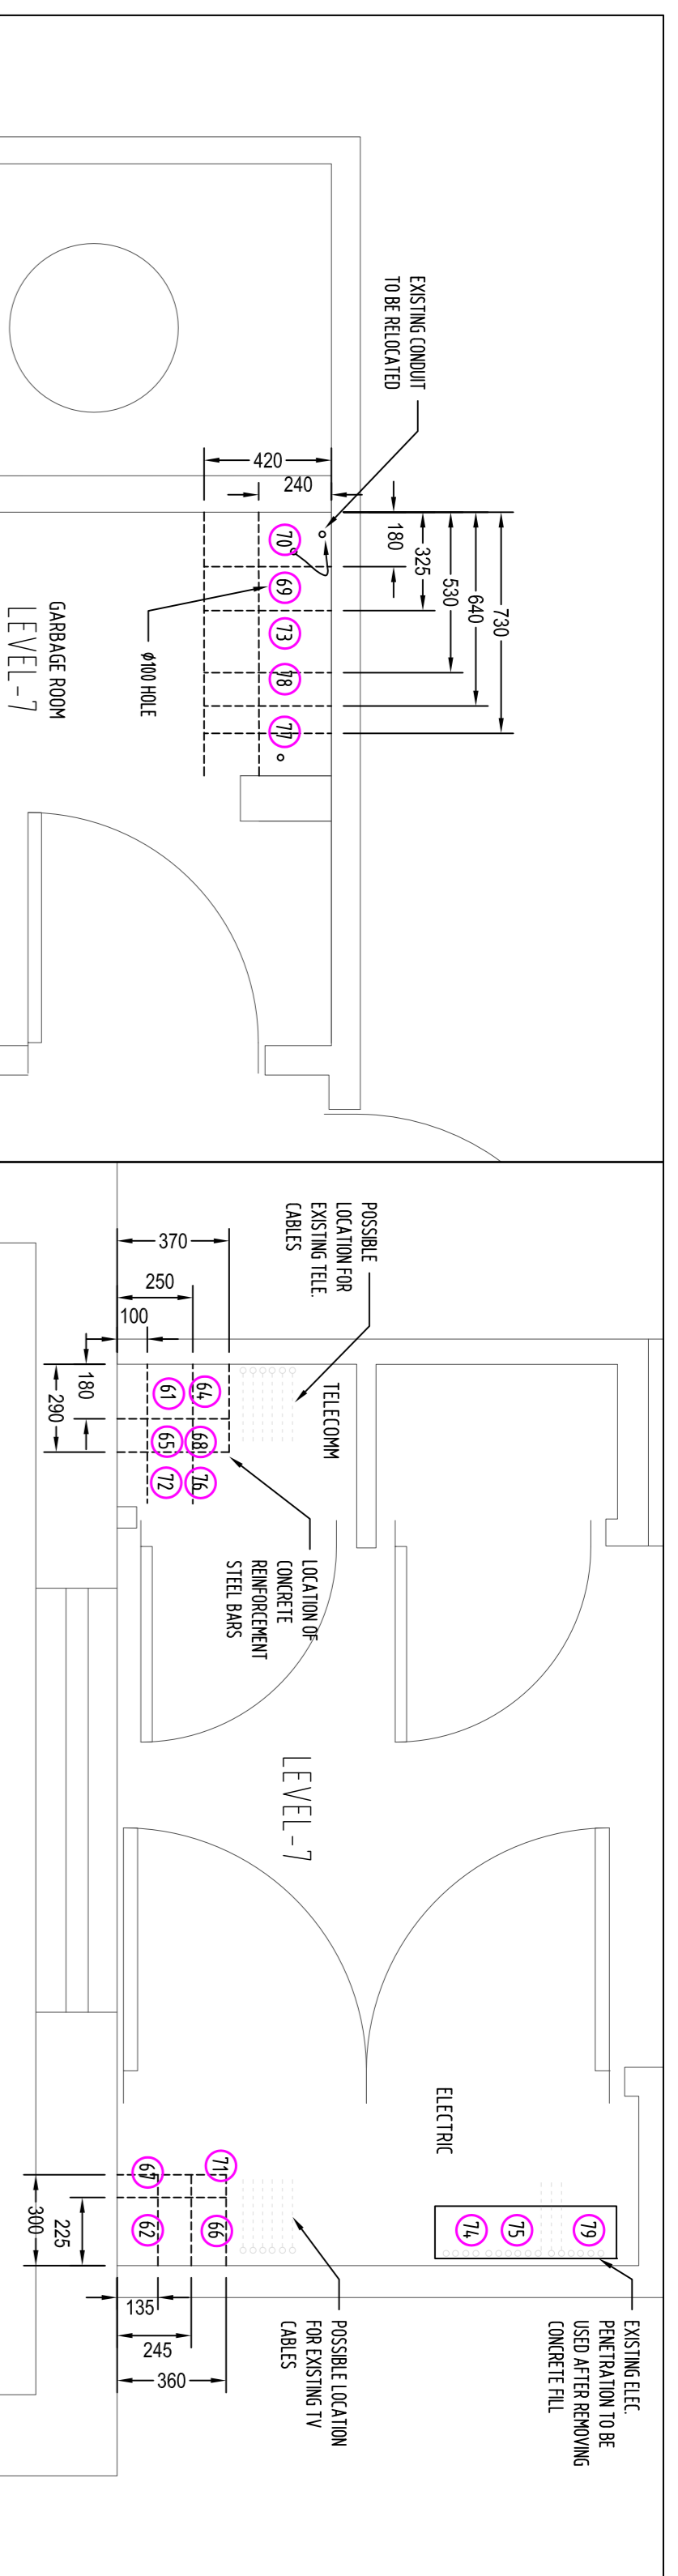 EXISTING CONDUIT
TO BE RELOCATED
420
240
180
325
530
640
730
70
69
73
78
77
φ100 HOLE
GARBAGE ROOM
LEVEL-7
POSSIBLE
LOCATION FOR
EXISTING TELE.
CABLES
370
250
100
180
290
TELECOMM
61
64
65
68
72
76
LOCATION OF
CONCRETE
REINFORCEMENT
STEEL BARS
LEVEL-7
ELECTRIC
67
71
62
66
74
75
79
300
225
135
245
360
POSSIBLE LOCATION
FOR EXISTING TV
CABLES
EXISTING ELEC.
PENETRATION TO BE
USED AFTER REMOVING
CONCRETE FILL